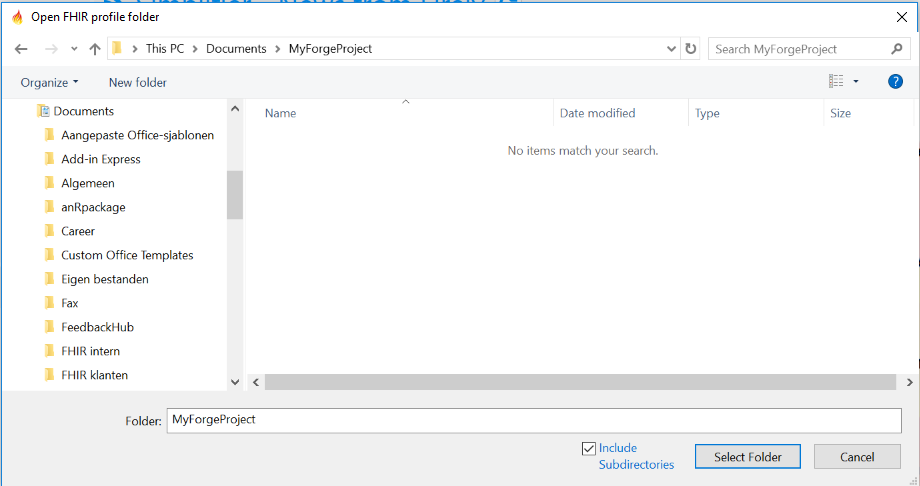 Open FHIR profile folder
This PC > Documents > MyForgeProject
Search MyForgeProject
Organize
New folder
?
Documents
Aangepaste Office-sjablonen
Add-in Express
Algemeen
anRpackage
Career
Custom Office Templates
Eigen bestanden
Fax
FeedbackHub
FHIR intern
FHIR klanten
Name
Date modified
Type
Size
No items match your search.
Folder:
MyForgeProject
Include
Subdirectories
Select Folder
Cancel